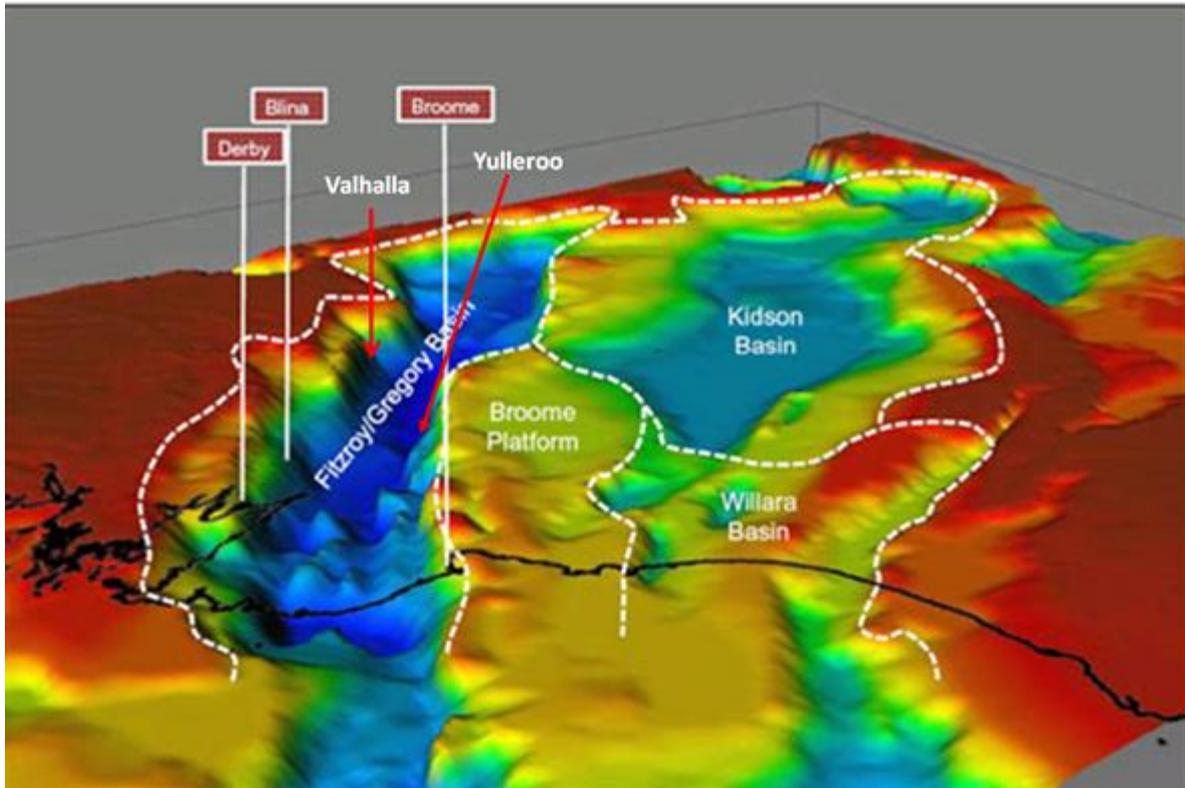 Blina
Broome
Derby
Yulleroo
Valhalla
Fitzroy/Gregory Basin
Kidson
Basin
Broome
Platform
Willara
Basin